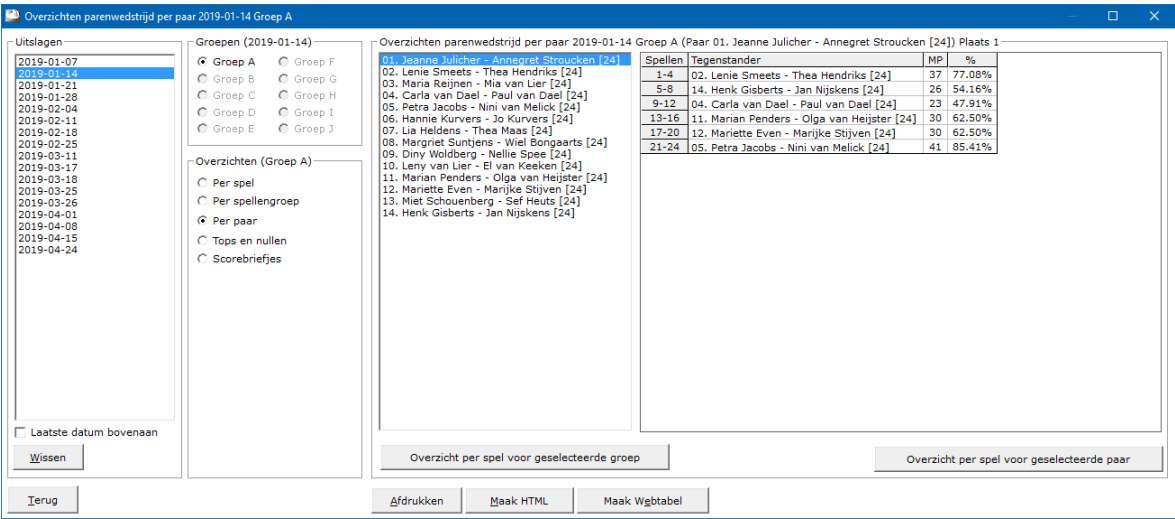 Overzichten parenwedstrijd per paar 2019-01-14 Groep A
Uitslagen
2019-01-07
2019-01-14
2019-01-21
2019-01-28
2019-02-04
2019-02-11
2019-02-18
2019-02-25
2019-03-11
2019-03-17
2019-03-18
2019-03-25
2019-03-26
2019-04-01
2019-04-08
2019-04-15
2019-04-24
Laatste datum bovenaan
Wissen
Terug
Groepen (2019-01-14)
Groep A Groep F
Groep B Groep G
Groep C Groep H
Groep D Groep I
Groep E Groep J
Overzichten (Groep A)
Per spel
Per spellengroep
Per paar
Tops en nullen
Scorebriefjes
Overzichten parenwedstrijd per paar 2019-01-14 Groep A (Paar 01. Jeanne Julicher - Annegret Stroucken [24]) Plaats 1
01. Jeanne Julicher - Annegret Stroucken [24]
02. Lenie Smeets - Thea Hendriks [24]
03. Maria Reijnen - Mia van Lier [24]
04. Carla van Dael - Paul van Dael [24]
05. Petra Jacobs - Nini van Melick [24]
06. Hannie Kurvers - Jo Kurvers [24]
07. Lia Heldens - Thea Maas [24]
08. Margriet Suntjens - Wiel Bongaarts [24]
09. Diny Woldberg - Nellie Spee [24]
10. Leny van Lier - El van Keeken [24]
11. Marian Penders - Olga van Heijster [24]
12. Mariette Even - Marijke Stijven [24]
13. Miet Schouenberg - Sef Heuts [24]
14. Henk Gisberts - Jan Nijskens [24]
Spellen Tegenstander MP %
1-4 02. Lenie Smeets - Thea Hendriks [24] 37 77.08%
5-8 14. Henk Gisberts - Jan Nijskens [24] 26 54.16%
9-12 04. Carla van Dael - Paul van Dael [24] 23 47.91%
13-16 11. Marian Penders - Olga van Heijster [24] 30 62.50%
17-20 12. Mariette Even - Marijke Stijven [24] 30 62.50%
21-24 05. Petra Jacobs - Nini van Melick [24] 41 85.41%
Overzicht per spel voor geselecteerde groep
Overzicht per spel voor geselecteerde paar
Afdrukken
Maak HTML
Maak Webtabel